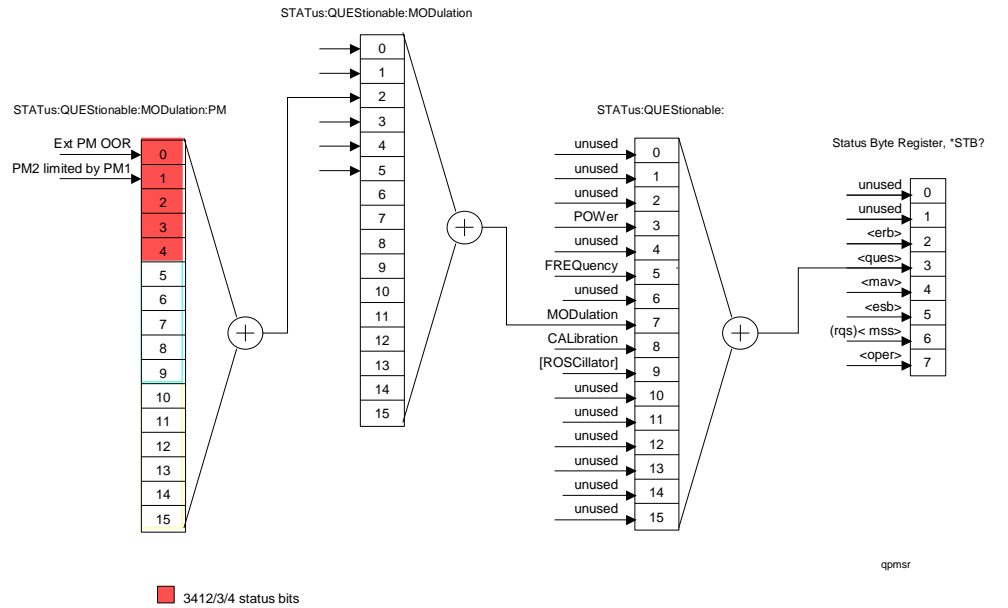 STATus:QUEStionable:MODulation
0
1
2
3
4
5
6
7
8
9
10
11
12
13
14
15
STATus:QUEStionable:MODulation:PM
Ext PM OOR
PM2 limited by PM1
0
1
2
3
4
5
6
7
8
9
10
11
12
13
14
15
STATus:QUEStionable:
unused 0
unused 1
unused 2
POWer 3
unused 4
FREQuency 5
unused 6
MODulation 7
CALibration 8
[ROSCillator] 9
unused 10
unused 11
unused 12
unused 13
unused 14
unused 15
Status Byte Register, *STB?
unused 0
unused 1
<erb> 2
<ques> 3
<mav> 4
<esb> 5
(rqs)< mss> 6
<oper> 7
qpmsr
3412/3/4 status bits